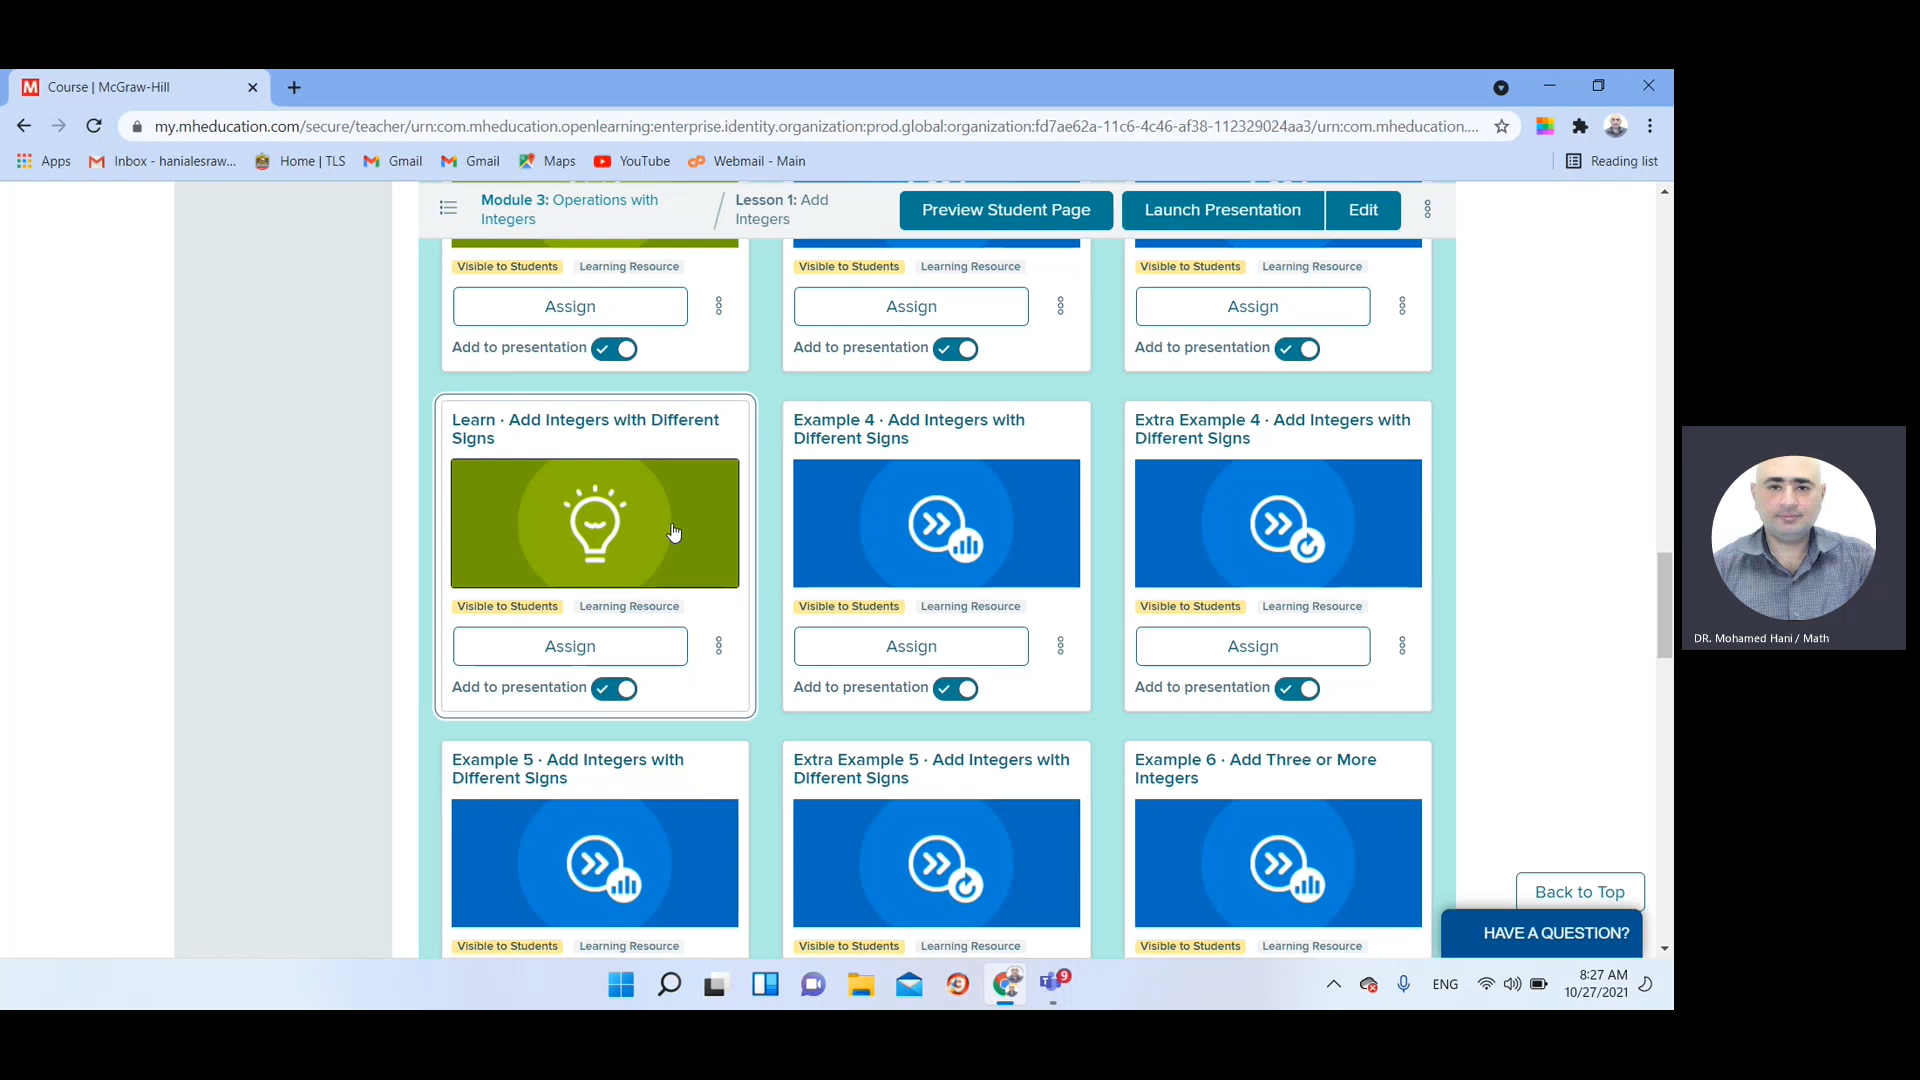 Course | McGraw-Hill
my.mheducation.com/secure/teacher/urn:com.mheducation.openlearning:enterprise.identity.organization:prod.global:organization:fd7ae62a-11c6-4c46-af38-112329024aa3/urn:com.mheducation....
Apps
Inbox - hanialesraw...
Home | TLS
Gmail
Gmail
Maps
YouTube
Webmail - Main
Reading list
Module 3: Operations with
Integers
Lesson 1: Add
Integers
Preview Student Page
Launch Presentation
Edit
Visible to Students
Learning Resource
Visible to Students
Learning Resource
Visible to Students
Learning Resource
Assign
Assign
Assign
Add to presentation
Add to presentation
Add to presentation
Learn · Add Integers with Different
Signs
Example 4 · Add Integers with
Different Signs
Extra Example 4 · Add Integers with
Different Signs
Visible to Students
Learning Resource
Visible to Students
Learning Resource
Visible to Students
Learning Resource
Assign
Assign
Assign
Add to presentation
Add to presentation
Add to presentation
Example 5 · Add Integers with
Different Signs
Extra Example 5 · Add Integers with
Different Signs
Example 6 · Add Three or More
Integers
Visible to Students
Learning Resource
Visible to Students
Learning Resource
Visible to Students
Learning Resource
Back to Top
HAVE A QUESTION?
DR. Mohamed Hani / Math
9
ENG
8:27 AM
10/27/2021